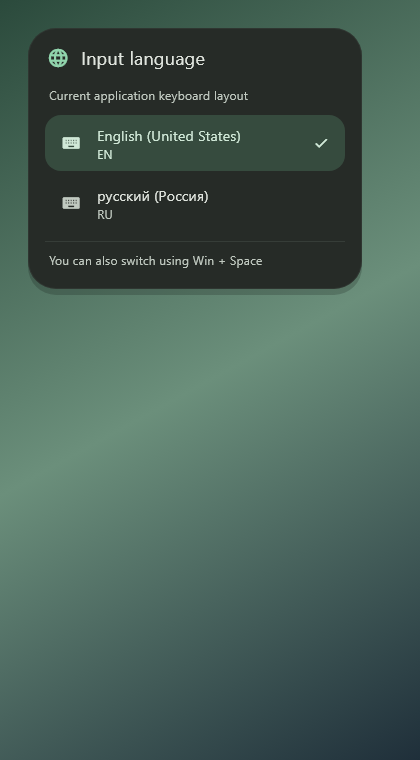 Input language
Current application keyboard layout
English (United States)
EN
русский (Россия)
RU
You can also switch using Win + Space